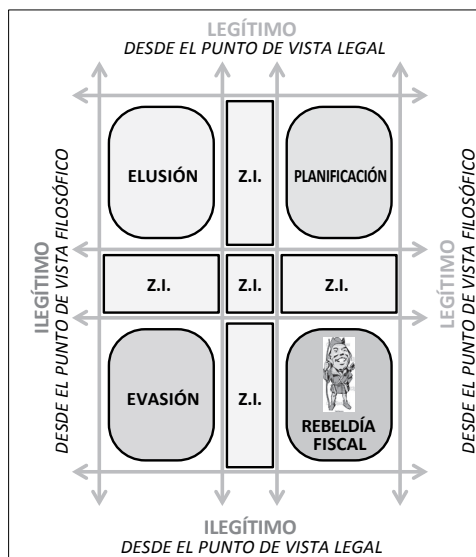 LEGÍTIMO
DESDE EL PUNTO DE VISTA LEGAL
ILEGÍTIMO
DESDE EL PUNTO DE VISTA FILOSÓFICO
ELUSIÓN
Z.I.
PLANIFICACIÓN
Z.I.
Z.I.
Z.I.
EVASIÓN
Z.I.
REBELDÍA
FISCAL
LEGÍTIMO
DESDE EL PUNTO DE VISTA FILOSÓFICO
ILEGÍTIMO
DESDE EL PUNTO DE VISTA LEGAL